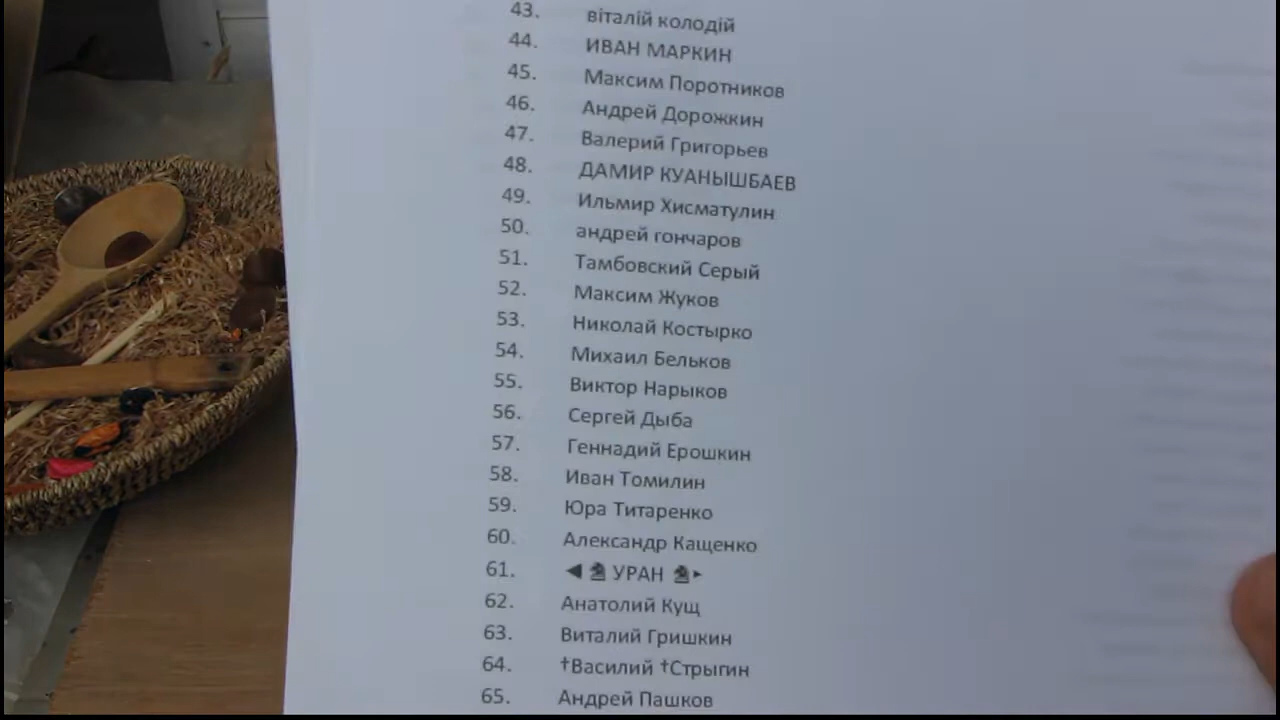 43. віталій колодій
44. ИВАН МАРКИН
45. Максим Поротников
46. Андрей Дорожкин
47. Валерий Григорьев
48. ДАМИР КУАНЫШБАЕВ
49. Ильмир Хисматулин
50. андрей гончаров
51. Тамбовский Серый
52. Максим Жуков
53. Николай Костырко
54. Михаил Бельков
55. Виктор Нарыков
56. Сергей Дыба
57. Геннадий Ерошкин
58. Иван Томилин
59. Юра Титаренко
60. Александр Кащенко
61. ◄ 🐴 УРАН 🐴►
62. Анатолий Кущ
63. Виталий Гришкин
64. †Василий †Стрыгин
65. Андрей Пашков